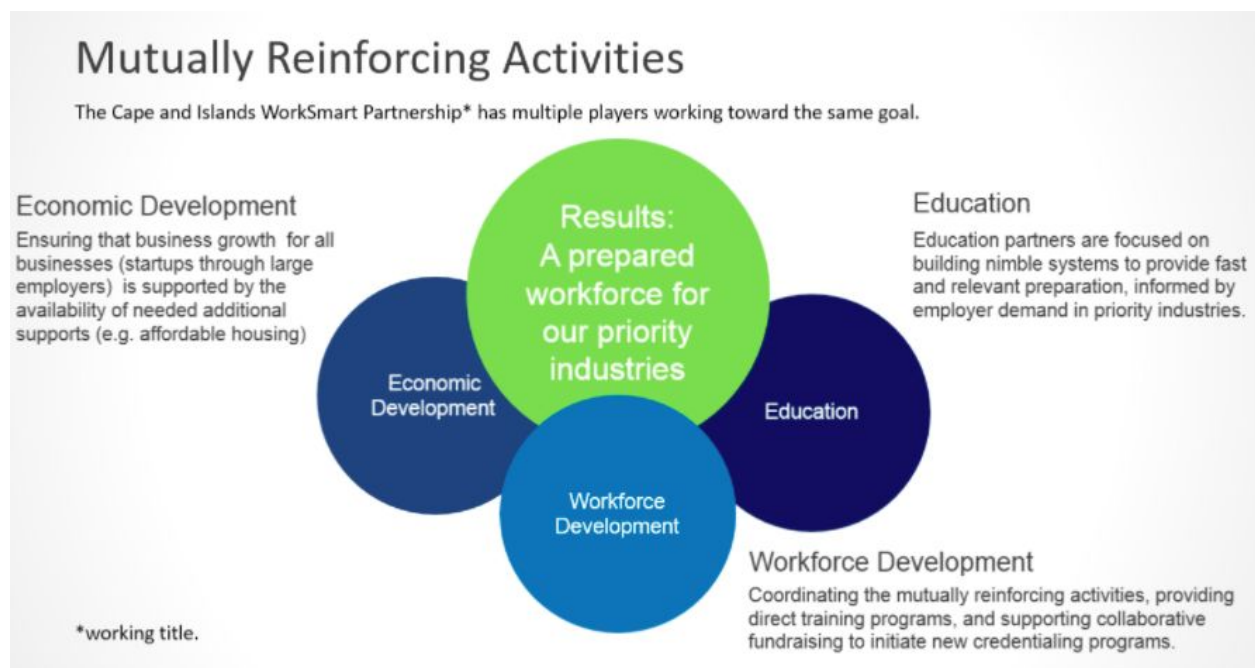 Mutually Reinforcing Activities
The Cape and Islands WorkSmart Partnership* has multiple players working toward the same goal.
Economic Development
Ensuring that business growth for all
businesses (startups through large
employers) is supported by the
availability of needed additional
supports (e.g. affordable housing)
Results:
A prepared
workforce for
our priority
industries
Education
Education partners are focused on
building nimble systems to provide fast
and relevant preparation, informed by
employer demand in priority industries.
Economic
Development
Education
Workforce
Development
Workforce Development
Coordinating the mutually reinforcing activities, providing
direct training programs, and supporting collaborative
fundraising to initiate new credentialing programs.
*working title.